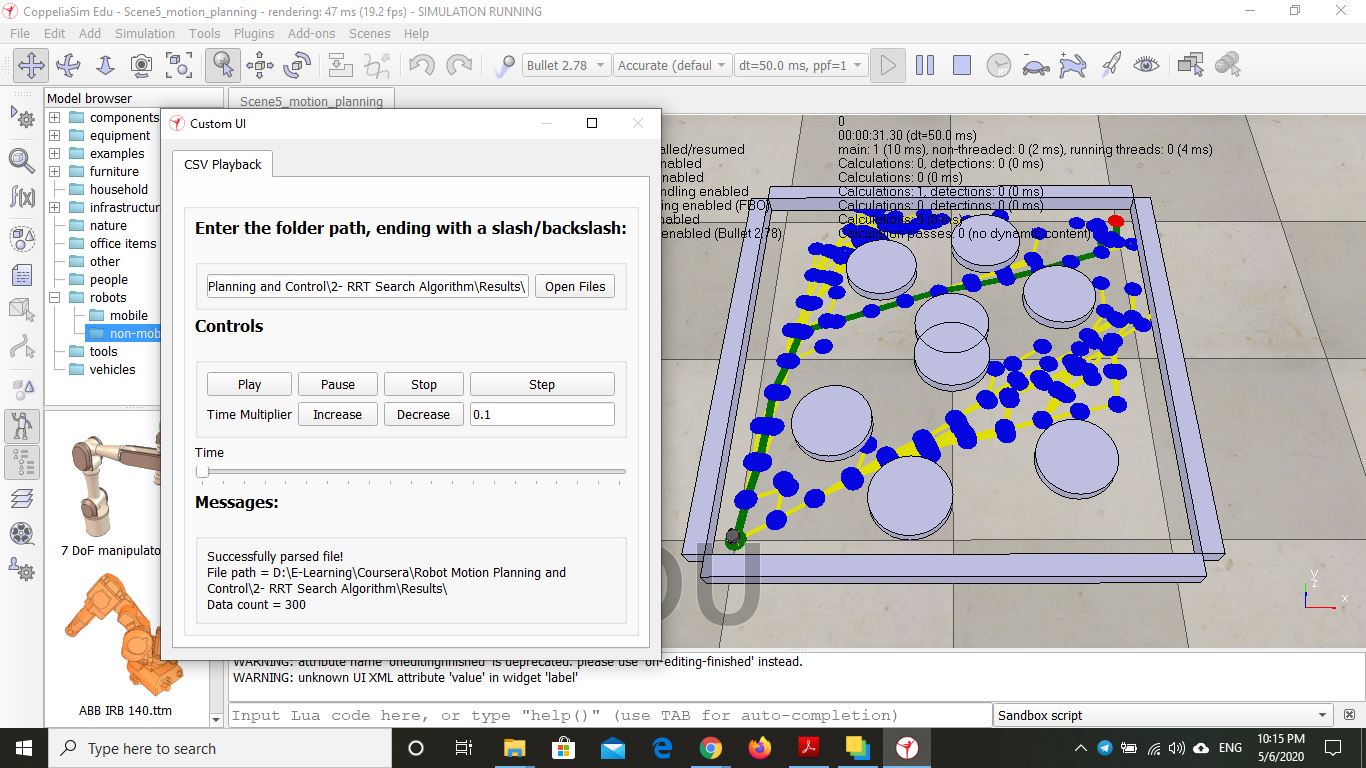 CoppeliaSim Edu - Scene5_motion_planning - rendering: 47 ms (19.2 fps) - SIMULATION RUNNING
File Edit Add Simulation Tools Plugins Add-ons Scenes Help
Bullet 2.78 Accurate (defaul dt=50.0 ms, ppf=1
Model browser
Scene5_motion_planning
components
equipment
examples
furniture
household
infrastructur
nature
office items
other
people
robots
mobile
non-mob
tools
vehicles
7 DoF manipulato
ABB IRB 140.ttm
Custom UI
CSV Playback
Enter the folder path, ending with a slash/backslash:
Planning and Control\2- RRT Search Algorithm\Results\ Open Files
Controls
Play Pause Stop Step
Time Multiplier Increase Decrease 0.1
Time
Messages:
Successfully parsed file!
File path = D:\E-Learning\Coursera\Robot Motion Planning and
Control\2- RRT Search Algorithm\Results\
Data count = 300
0
00:00:31.30 (dt=50.0 ms)
alled/resumed main: 1 (10 ms), non-threaded: 0 (2 ms), running threads: 0 (4 ms)
nabled Calculations: 0, detections: 0 (0 ms)
enabled Calculations: 0 (0 ms)
ndling enabled Calculations: 1, detections: 0 (0 ms)
ing enabled (FBO) Calculations: 0, detections: 0 (0 ms)
nabled
enabled (Bullet 2.78) Calculation passes: 0 (no dynamic content)
DU
y
z
x
WARNING: attribute name 'oneditingfinished' is deprecated. please use 'on-editing-finished' instead.
WARNING: unknown UI XML attribute 'value' in widget 'label'
Input Lua code here, or type "help()" (use TAB for auto-completion) Sandbox script
Type here to search
ENG
10:15 PM
5/6/2020